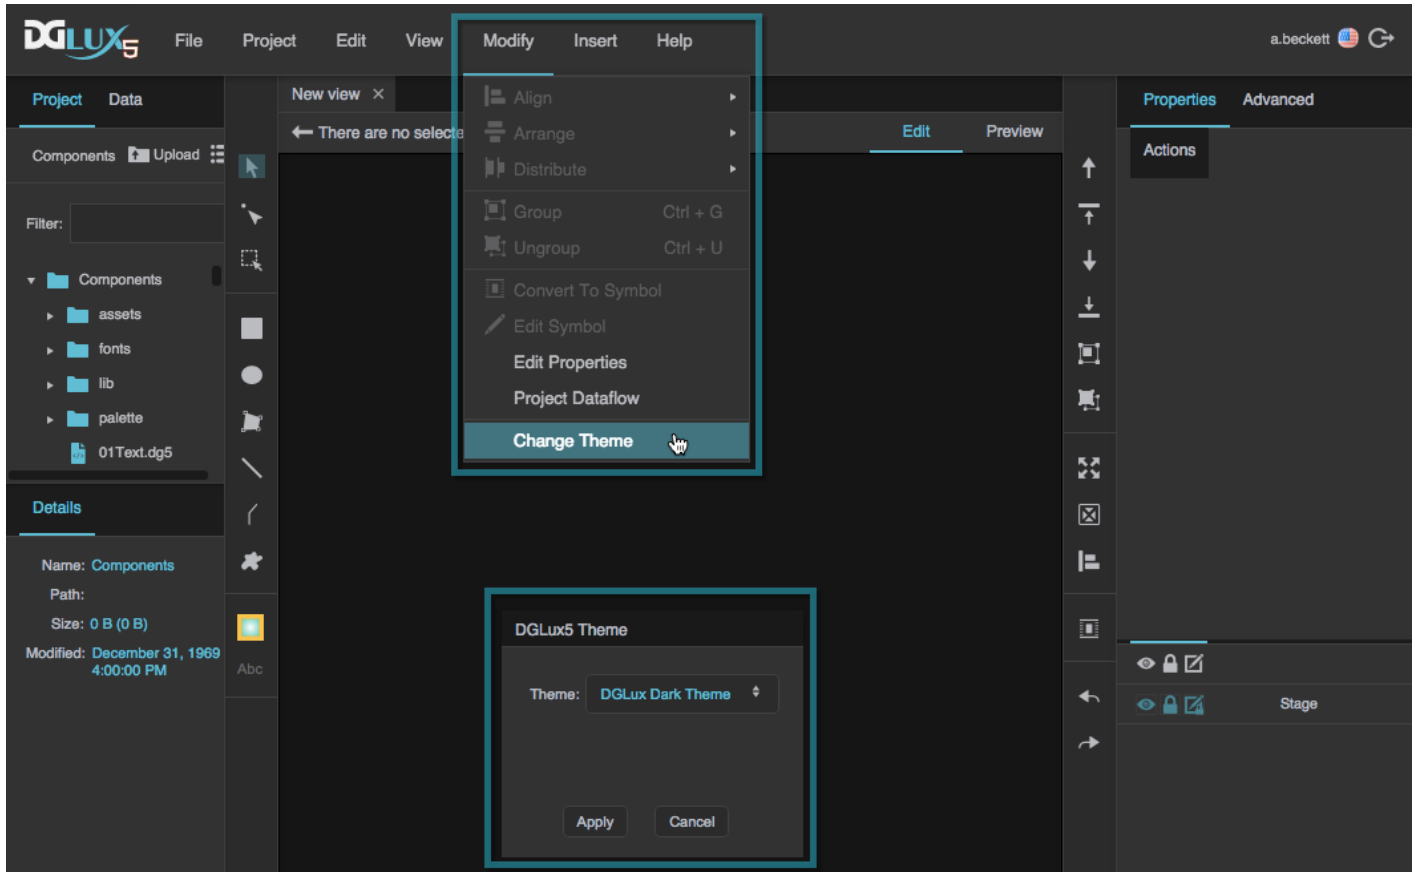 DGLUX5
File Project Edit View Modify Insert Help
a.beckett
Project Data
Components Upload
Filter:
Components
assets
fonts
lib
palette
01Text.dg5
Details
Name: Components
Path:
Size: 0 B (0 B)
Modified: December 31, 1969
4:00:00 PM
Abc
New view ×
There are no selecte
Edit Preview
Align
Arrange
Distribute
Group Ctrl + G
Ungroup Ctrl + U
Convert To Symbol
Edit Symbol
Edit Properties
Project Dataflow
Change Theme
DGLux5 Theme
Theme: DGLux Dark Theme
Apply Cancel
Properties Advanced
Actions
Stage